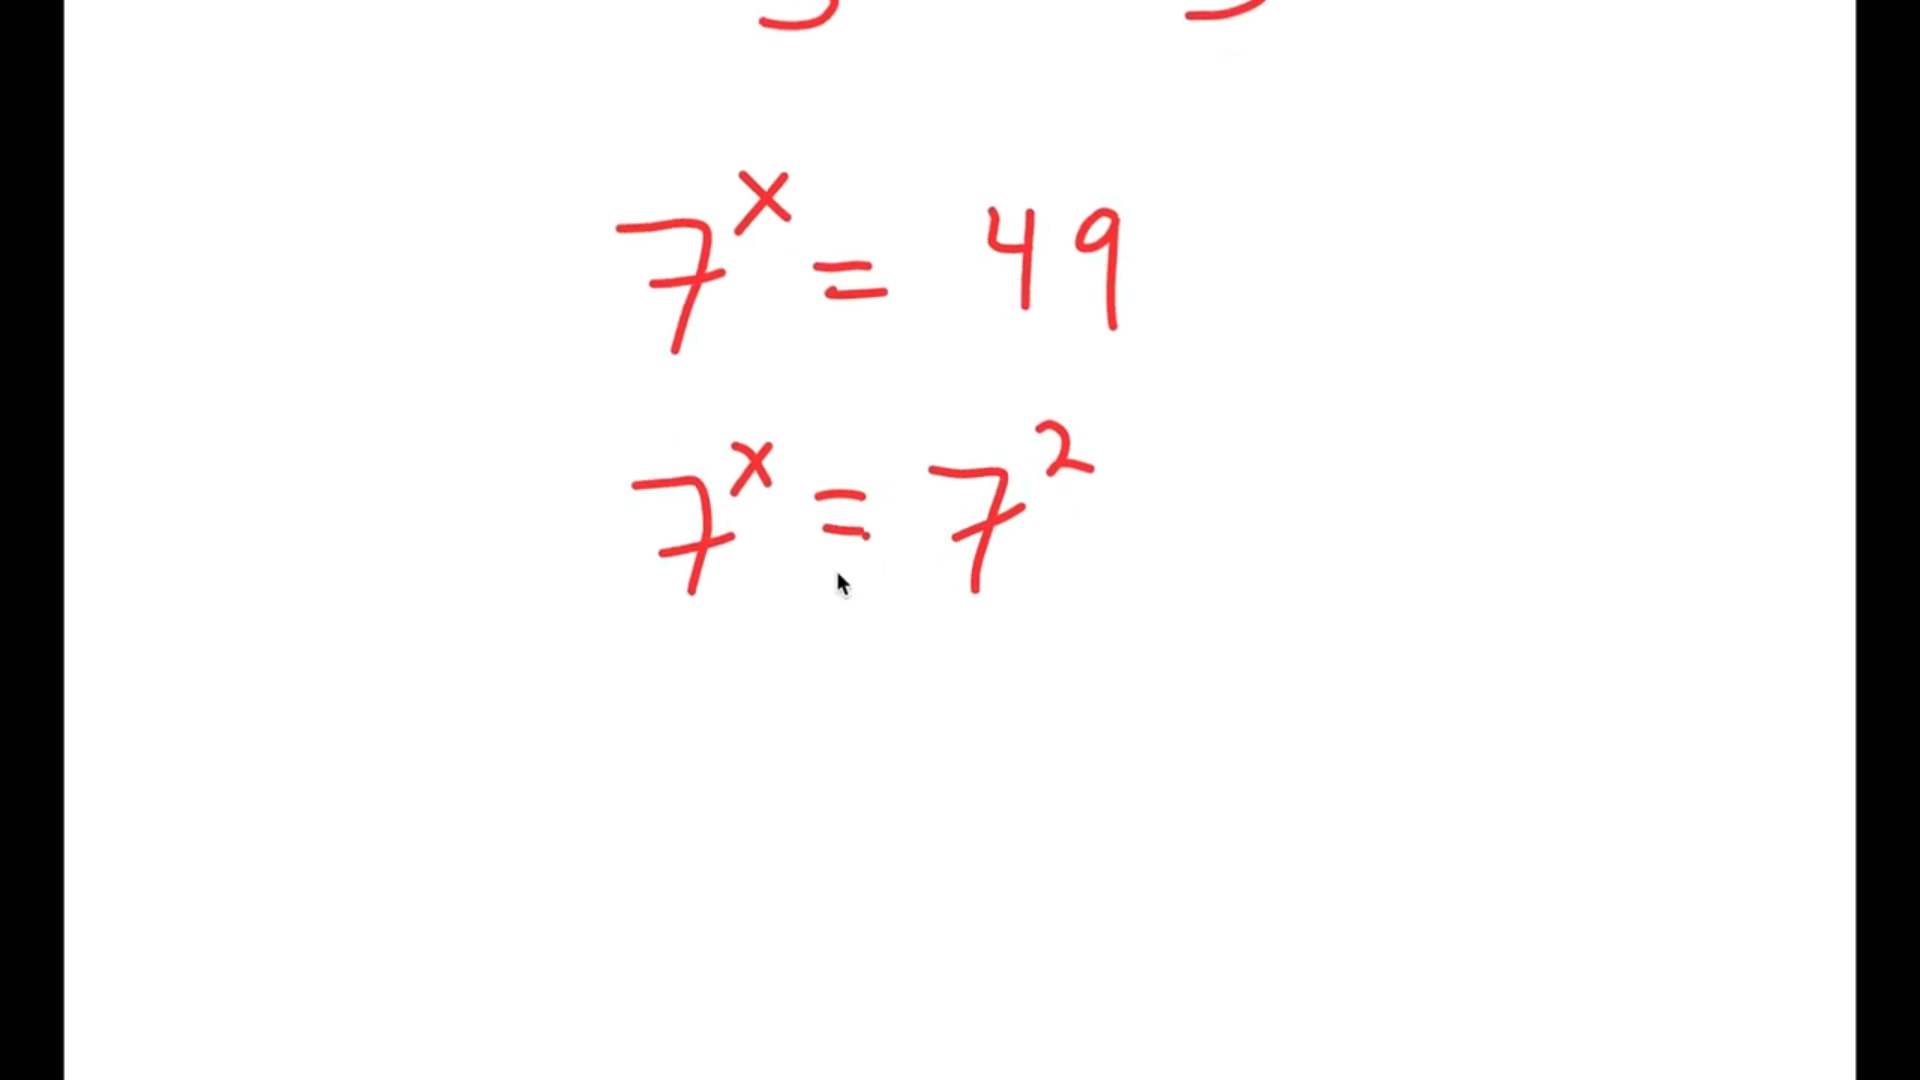 7^x = 49
7^x = 7^2